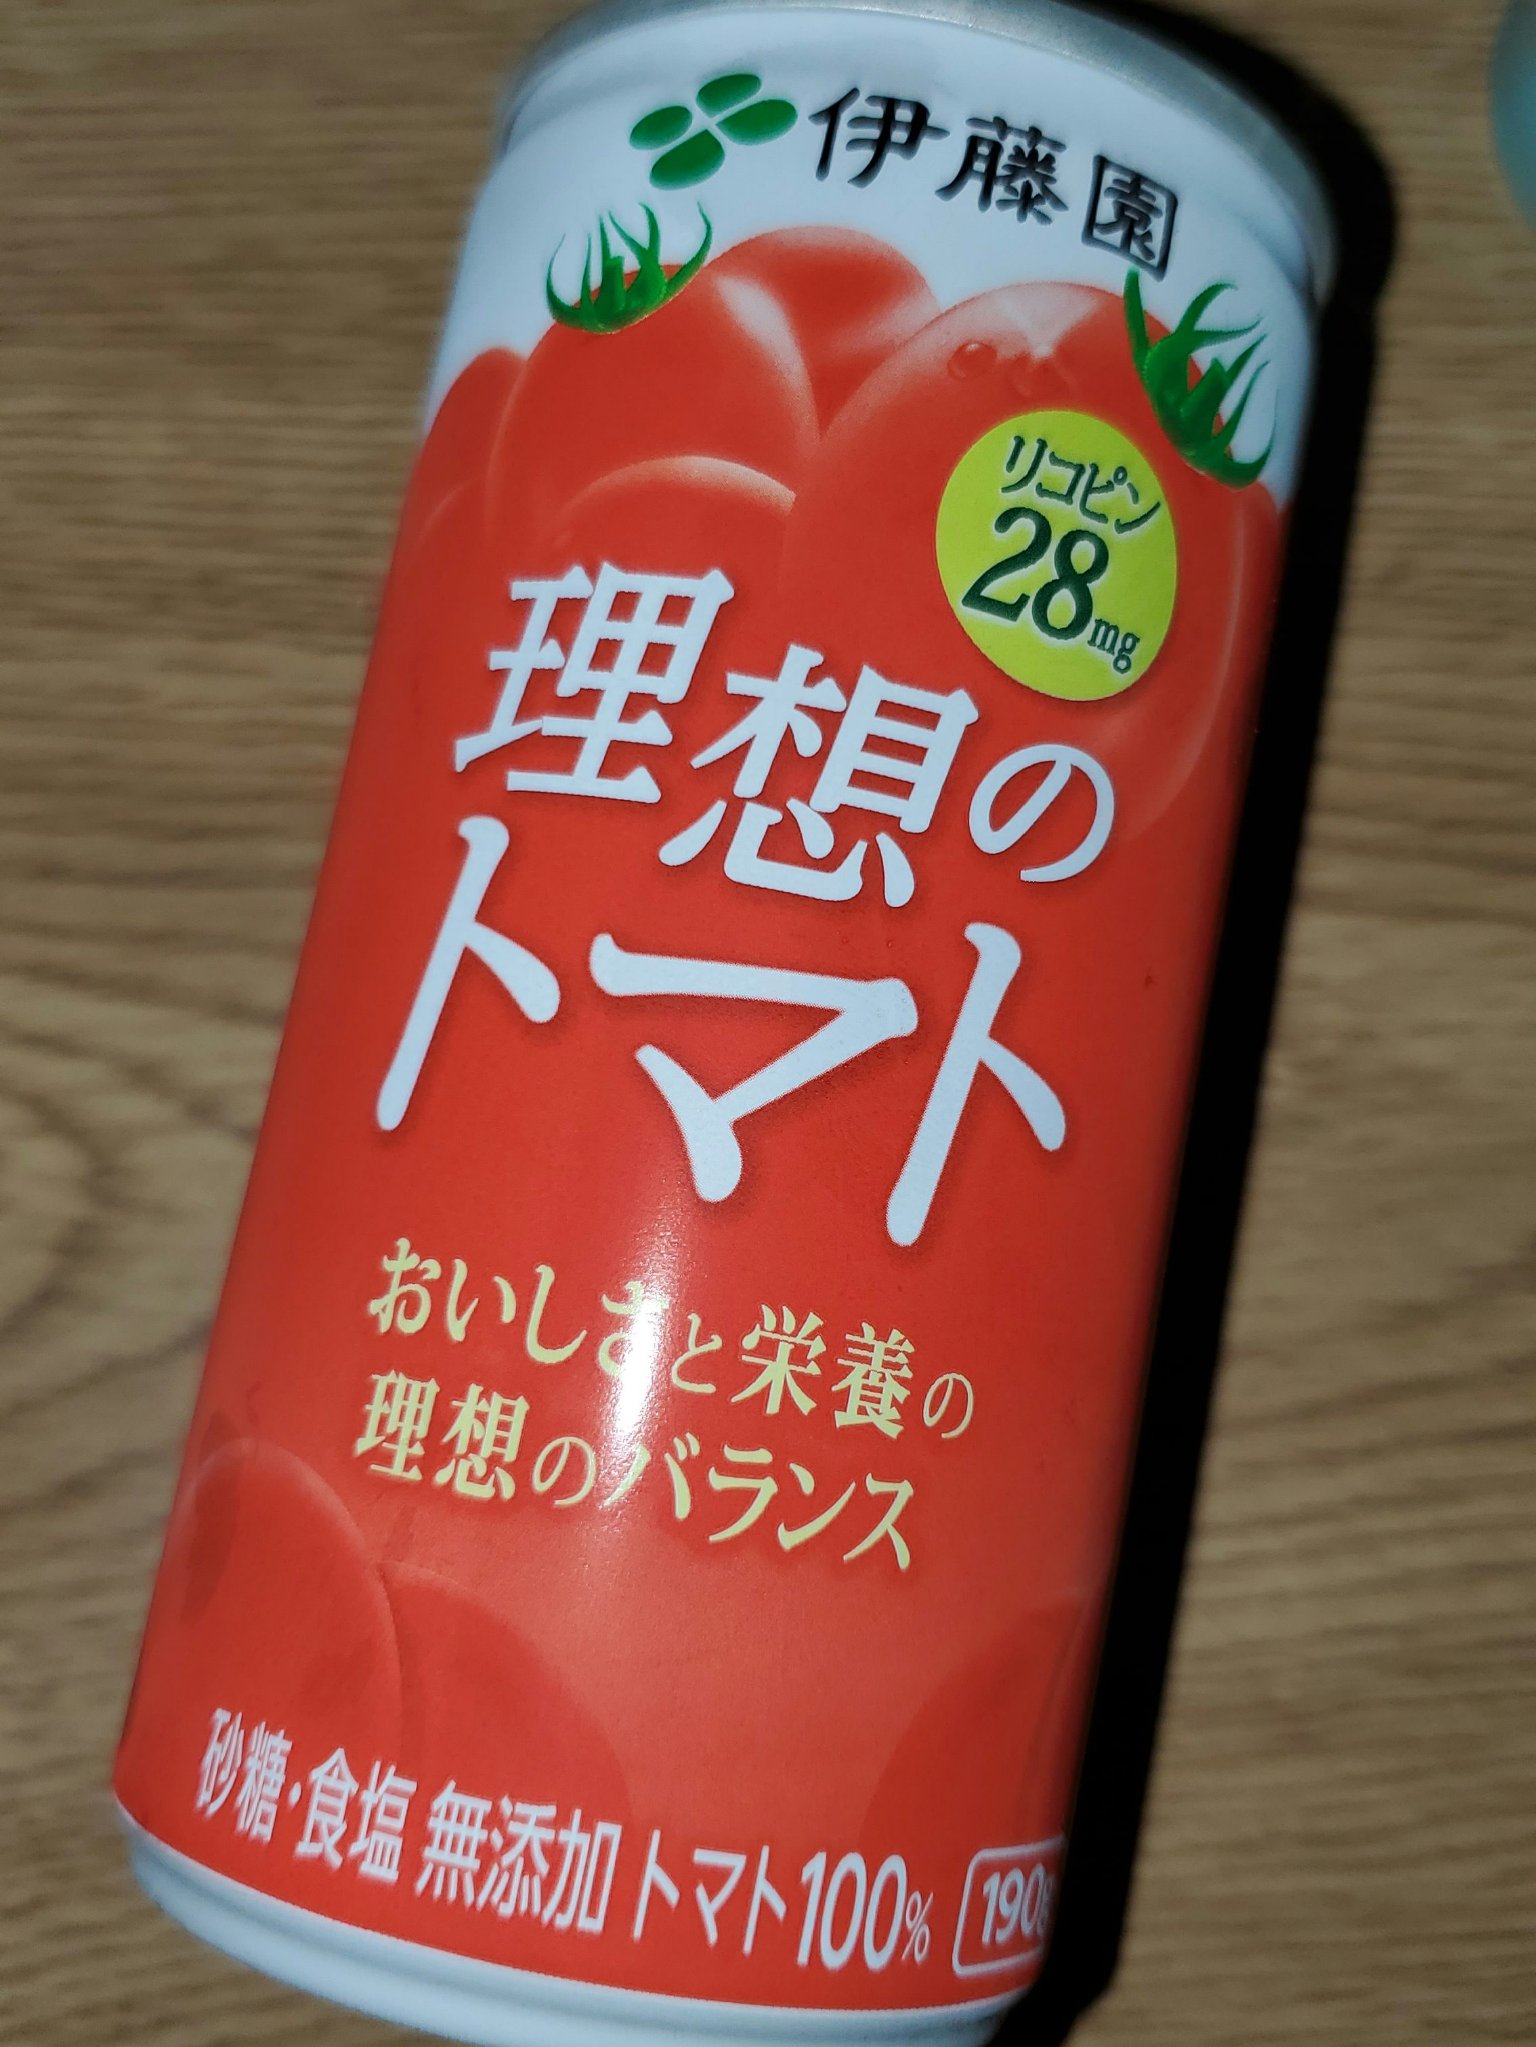 伊藤園
リコピン
28mg
理想の
トマト
おいしさと栄養の
理想のバランス
砂糖・食塩 無添加 トマト100% 190g